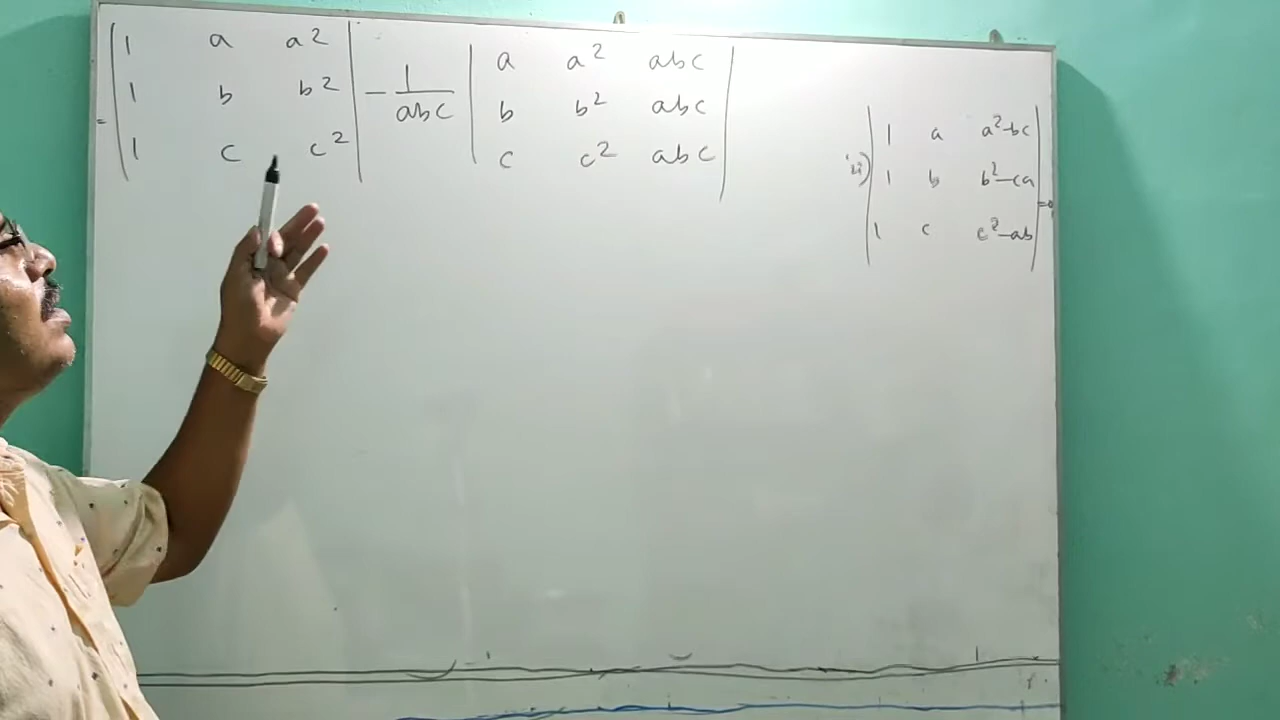 = | 1 a a² | - 1/abc | a a² abc |
| 1 b b² | | b b² abc |
| 1 c c² | | c c² abc |
ii) | 1 a a²-bc |
| 1 b b²-ca | =0
| 1 c c²-ab |